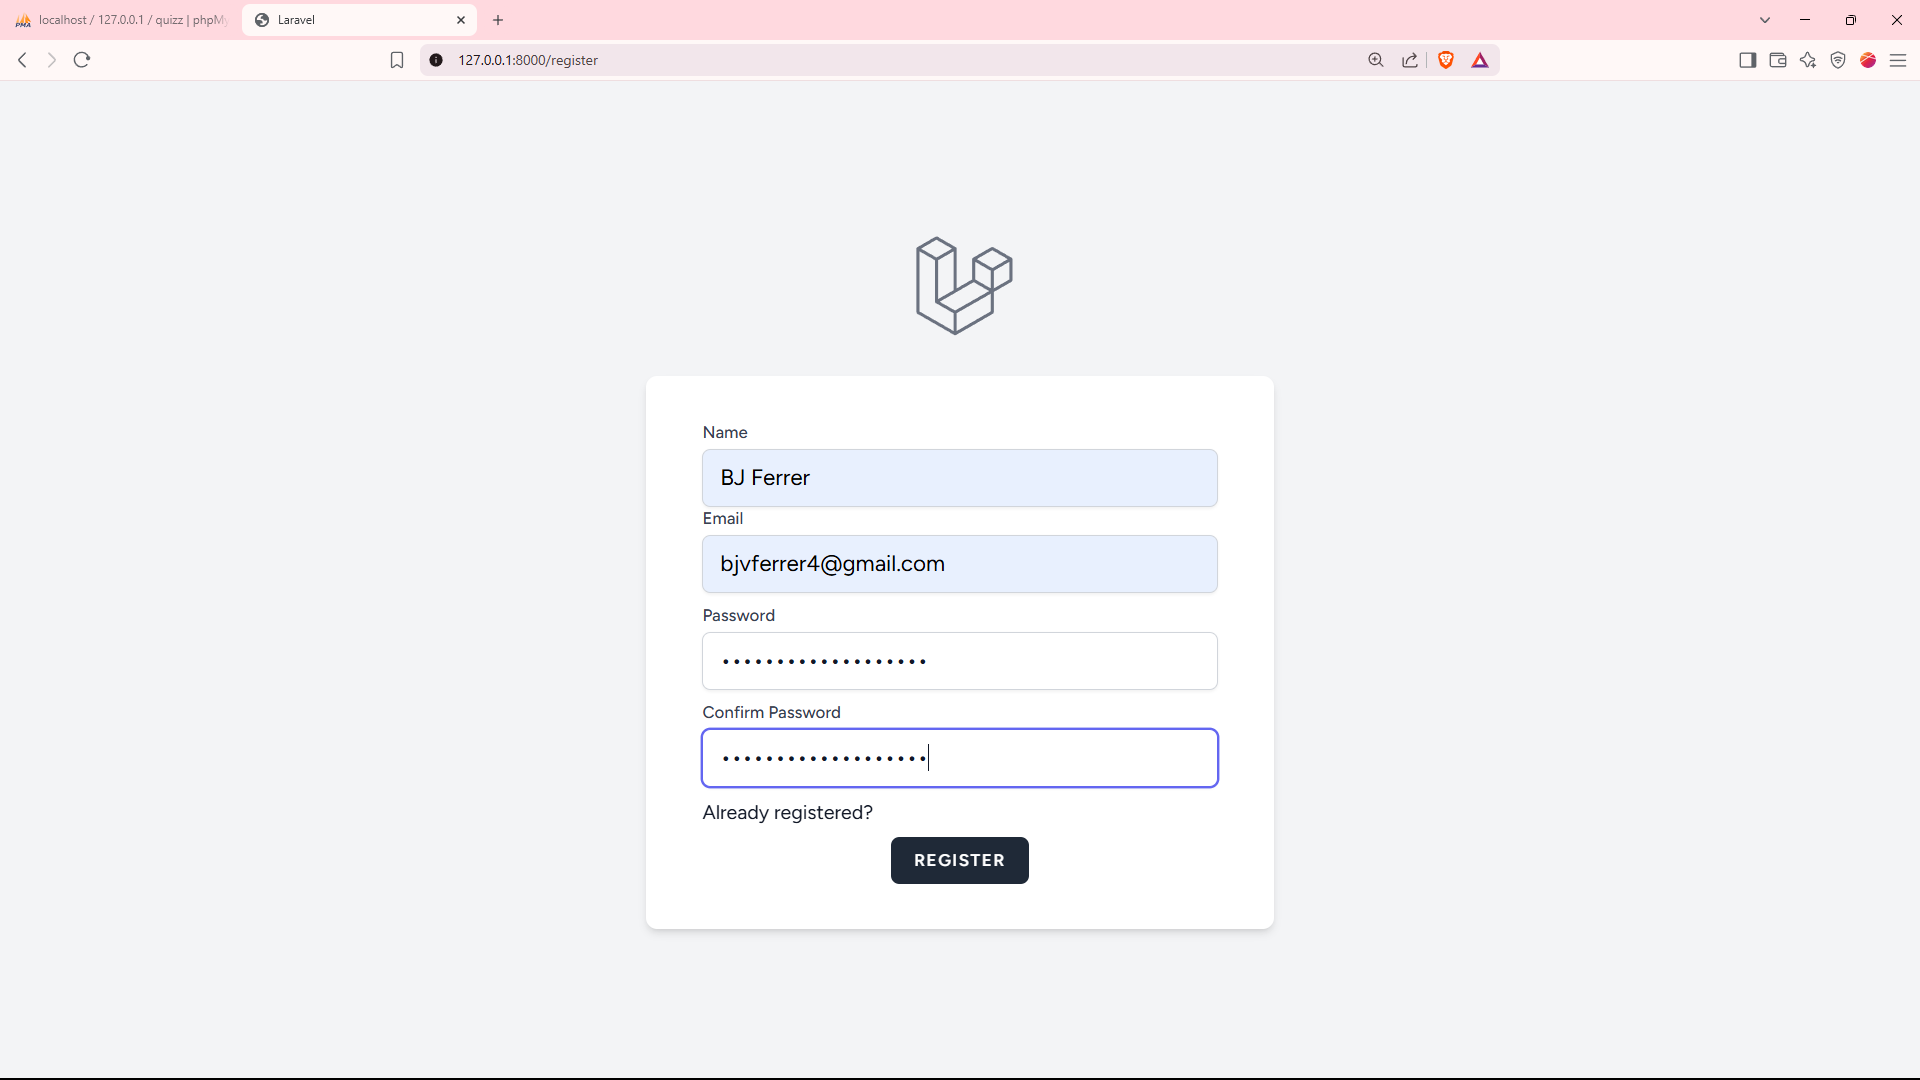 localhost / 127.0.0.1 / quizz | phpMy
Laravel
127.0.0.1:8000/register
Name
BJ Ferrer
Email
bjvferrer4@gmail.com
Password
Confirm Password
Already registered?
REGISTER